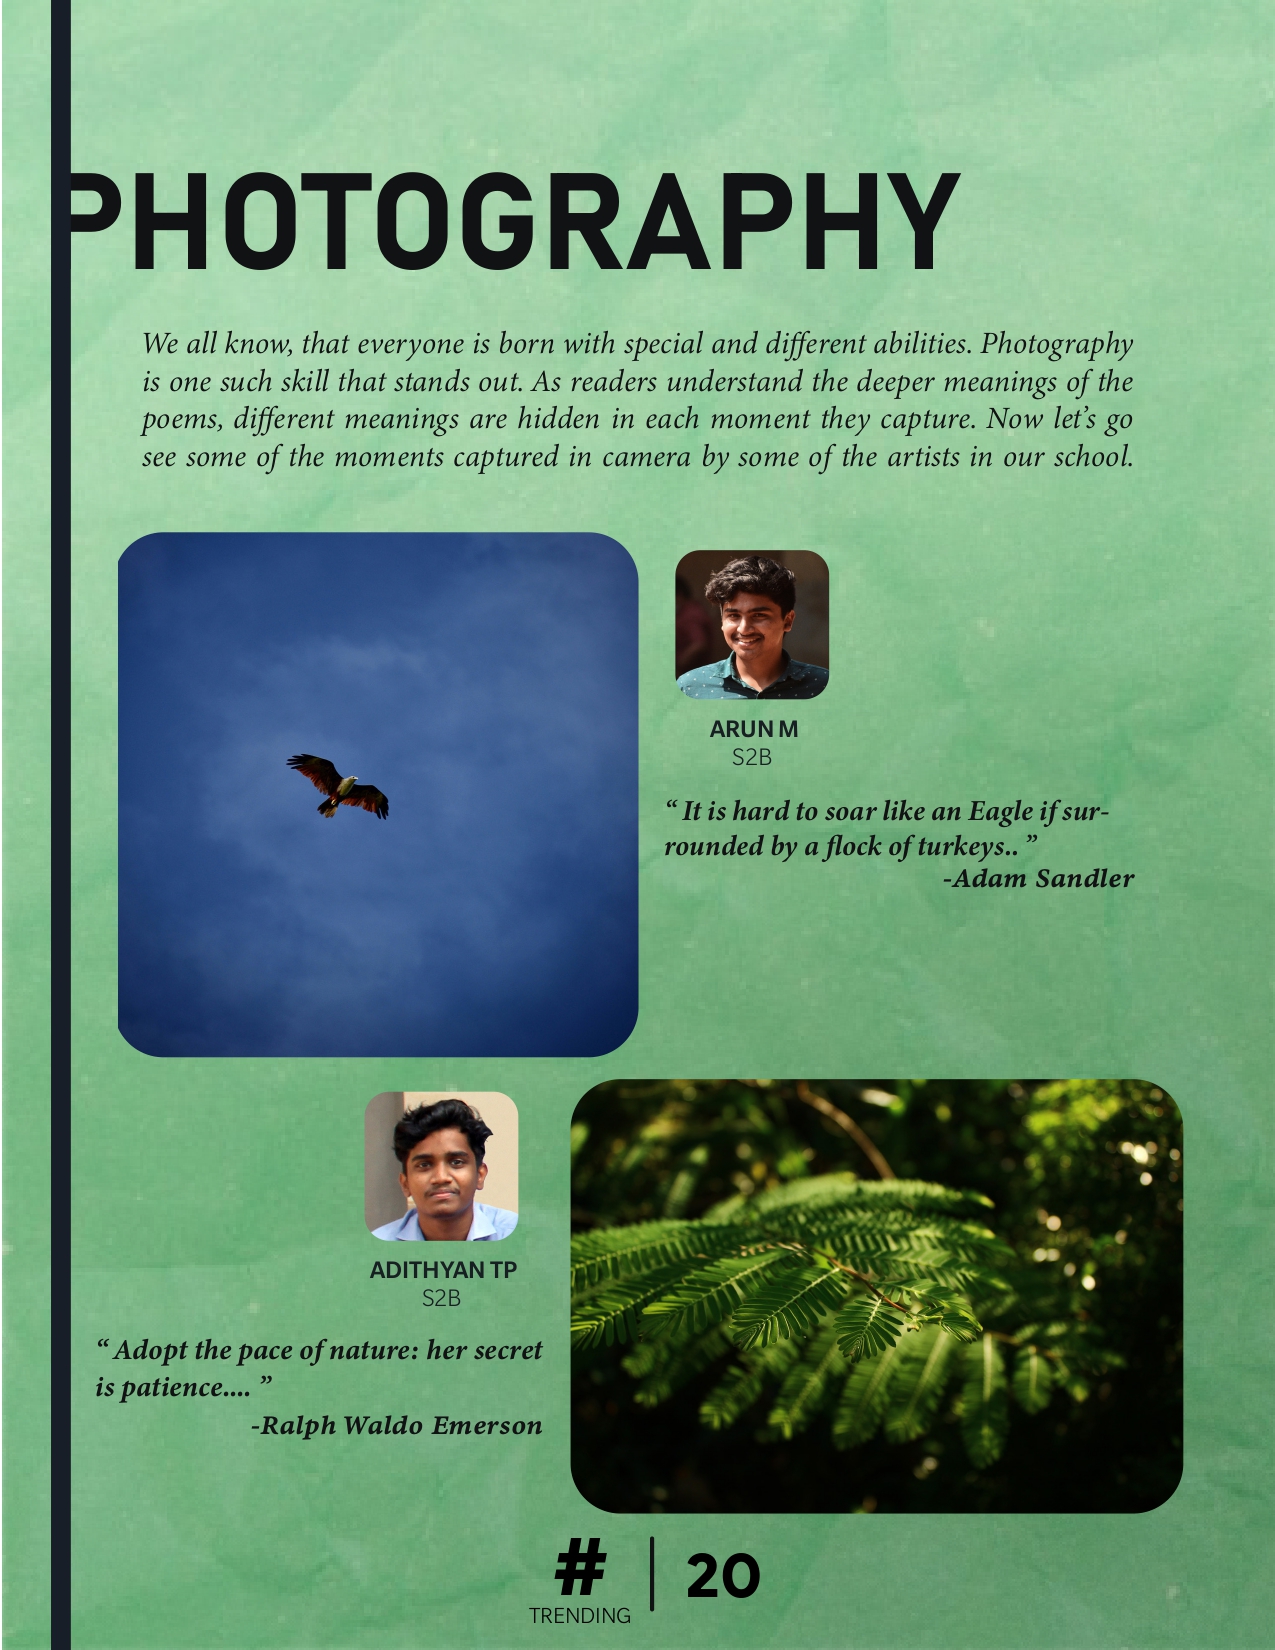 PHOTOGRAPHY
We all know, that everyone is born with special and different abilities. Photography
is one such skill that stands out. As readers understand the deeper meanings of the
poems, different meanings are hidden in each moment they capture. Now let’s go
see some of the moments captured in camera by some of the artists in our school.
ARUN M
S2B
“ It is hard to soar like an Eagle if sur-
rounded by a flock of turkeys.. ”
-Adam Sandler
ADITHYAN TP
S2B
“ Adopt the pace of nature: her secret
is patience.... ”
-Ralph Waldo Emerson
# 20
TRENDING